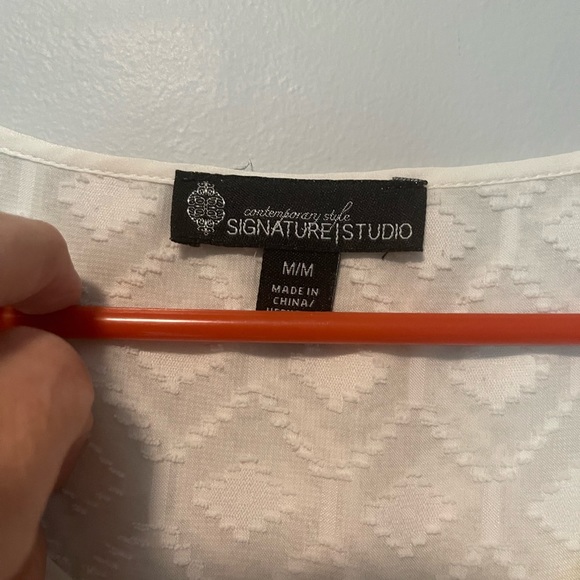 contemporary style
SIGNATURE|STUDIO
M/M
MADE IN
CHINA/